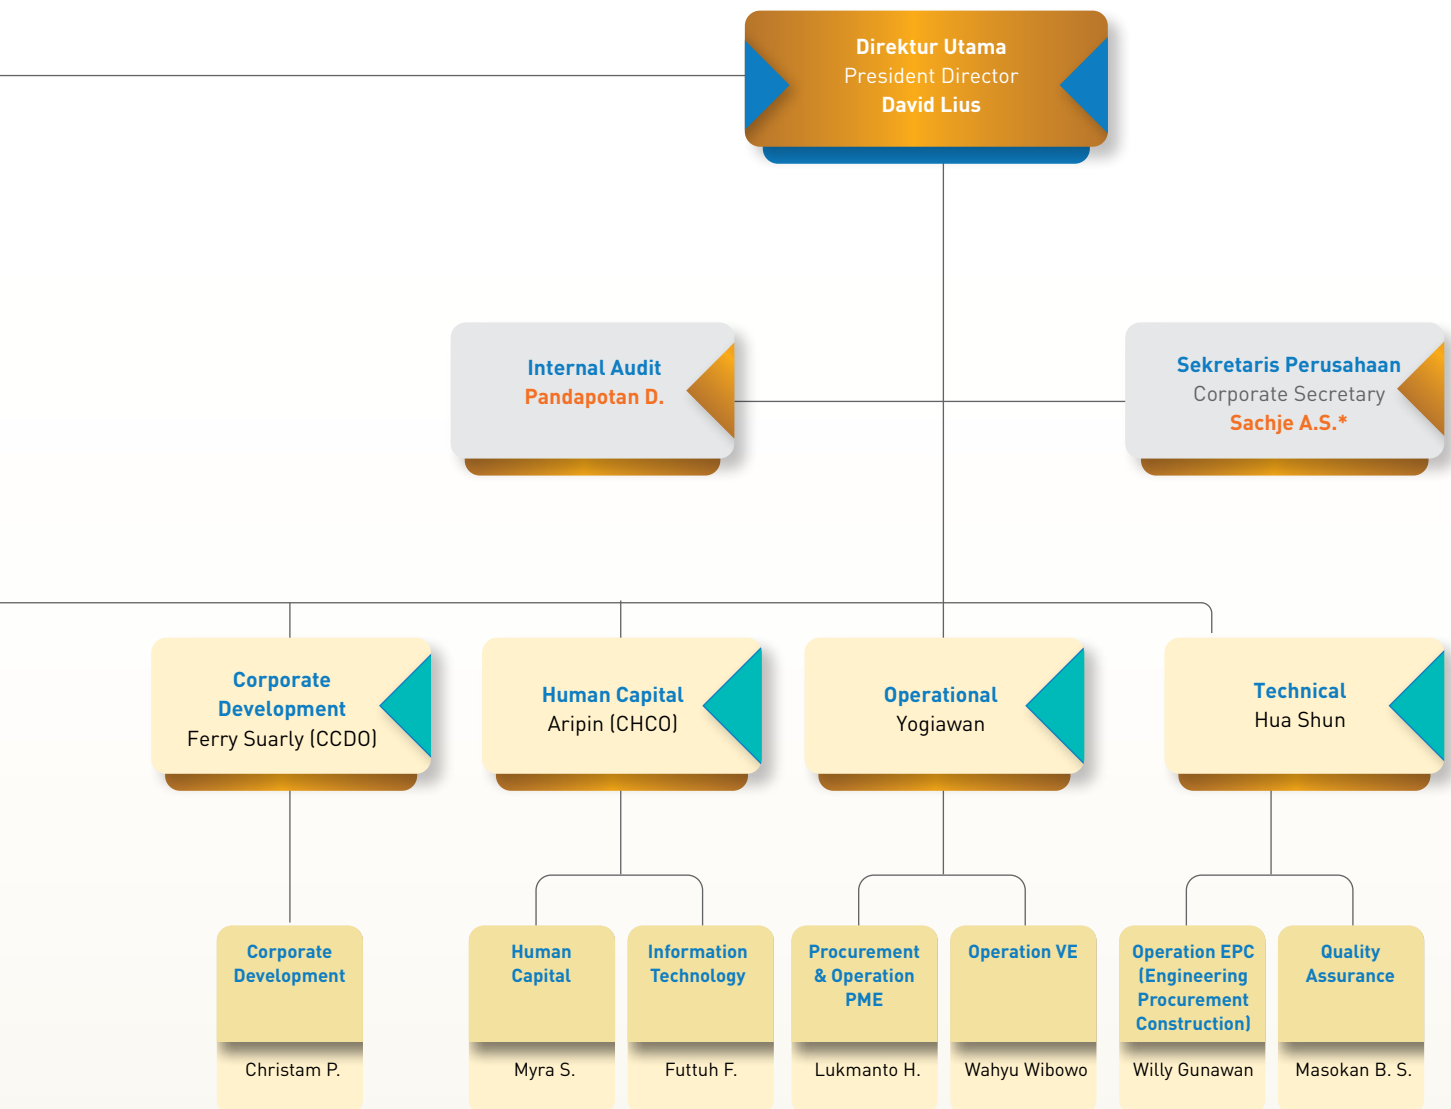 Direktur Utama
President Director
David Lius
Internal Audit
Pandapotan D.
Sekretaris Perusahaan
Corporate Secretary
Sachje A.S.*
Corporate
Development
Ferry Suarly (CCDO)
Human Capital
Aripin (CHCO)
Operational
Yogiawan
Technical
Hua Shun
Corporate
Development
Christam P.
Human
Capital
Myra S.
Information
Technology
Futtuh F.
Procurement
& Operation
PME
Lukmanto H.
Operation VE
Wahyu Wibowo
Operation EPC
(Engineering
Procurement
Construction)
Willy Gunawan
Quality
Assurance
Masokan B. S.